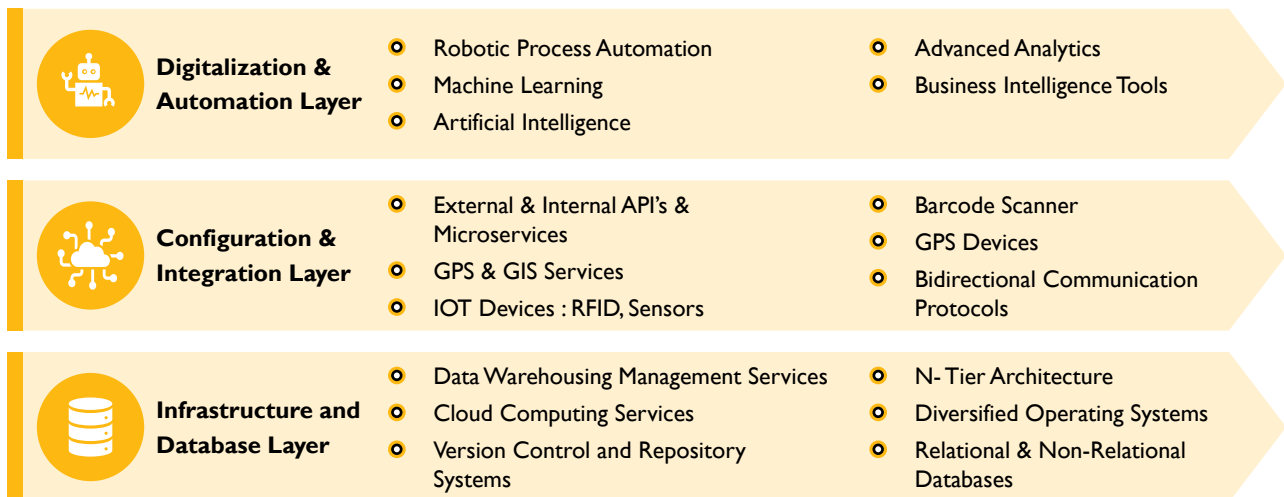 Digitalization &
Automation Layer
Robotic Process Automation
Machine Learning
Artificial Intelligence
Advanced Analytics
Business Intelligence Tools
Configuration &
Integration Layer
External & Internal API's &
Microservices
GPS & GIS Services
IOT Devices : RFID, Sensors
Barcode Scanner
GPS Devices
Bidirectional Communication
Protocols
Infrastructure and
Database Layer
Data Warehousing Management Services
Cloud Computing Services
Version Control and Repository
Systems
N- Tier Architecture
Diversified Operating Systems
Relational & Non-Relational
Databases